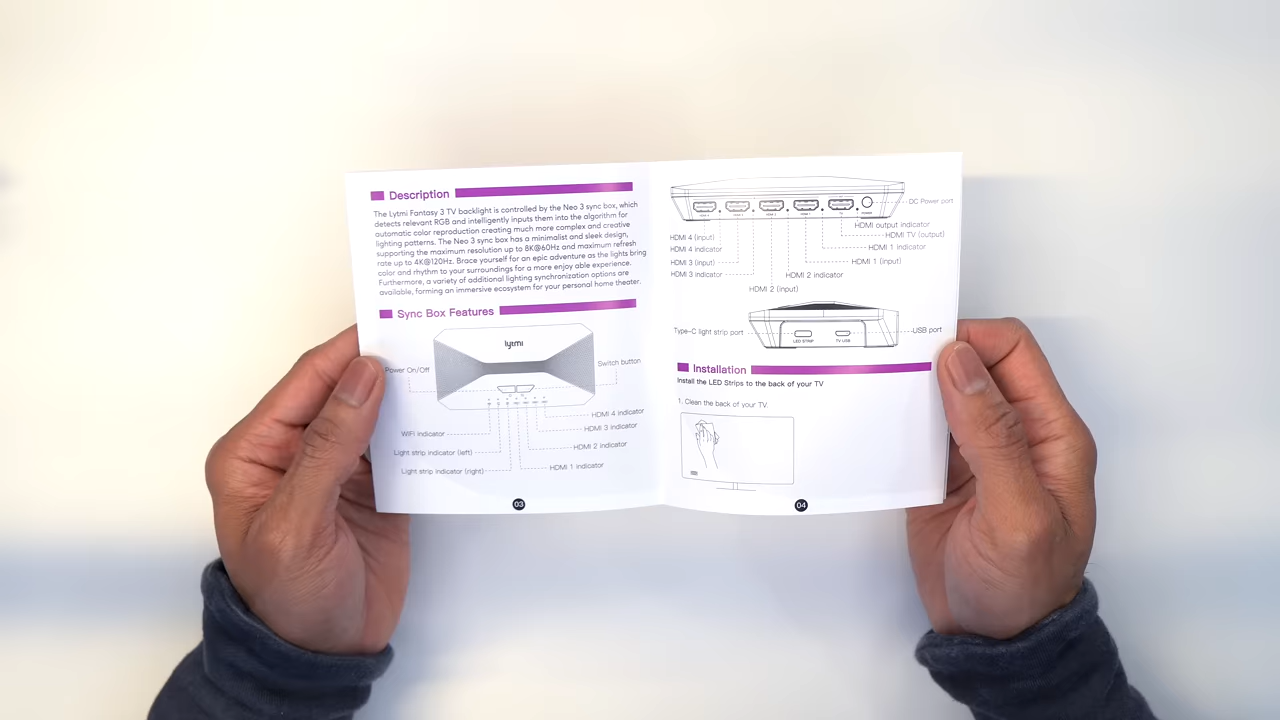 Description
The Lytmi Fantasy 3 TV backlight is controlled by the Neo 3 sync box, which
detects relevant RGB and intelligently inputs them into the algorithm for
automatic color reproduction creating much more complex and creative
lighting patterns. The Neo 3 sync box has a minimalist and sleek design,
supporting the maximum resolution up to 8K@60Hz and maximum refresh
rate up to 4K@120Hz. Brace yourself for an epic adventure as the lights bring
color and rhythm to your surroundings for a more enjoy able experience.
Furthermore, a variety of additional lighting synchronization options are
available, forming an immersive ecosystem for your personal home theater.
Sync Box Features
lytmi
Power On/Off
Switch button
HDMI 4 indicator
HDMI 3 indicator
HDMI 2 indicator
HDMI 1 indicator
WIFI indicator
Light strip indicator (left)
Light strip indicator (right)
03
DC Power port
HDMI output indicator
HDMI TV (output)
HDMI 1 indicator
HDMI 1 (input)
HDMI 2 indicator
HDMI 2 (input)
HDMI 4 (input)
HDMI 4 indicator
HDMI 3 (input)
HDMI 3 indicator
Type-C light strip port
LED STRIP
TV USB
USB port
Installation
Install the LED Strips to the back of your TV
1. Clean the back of your TV.
04